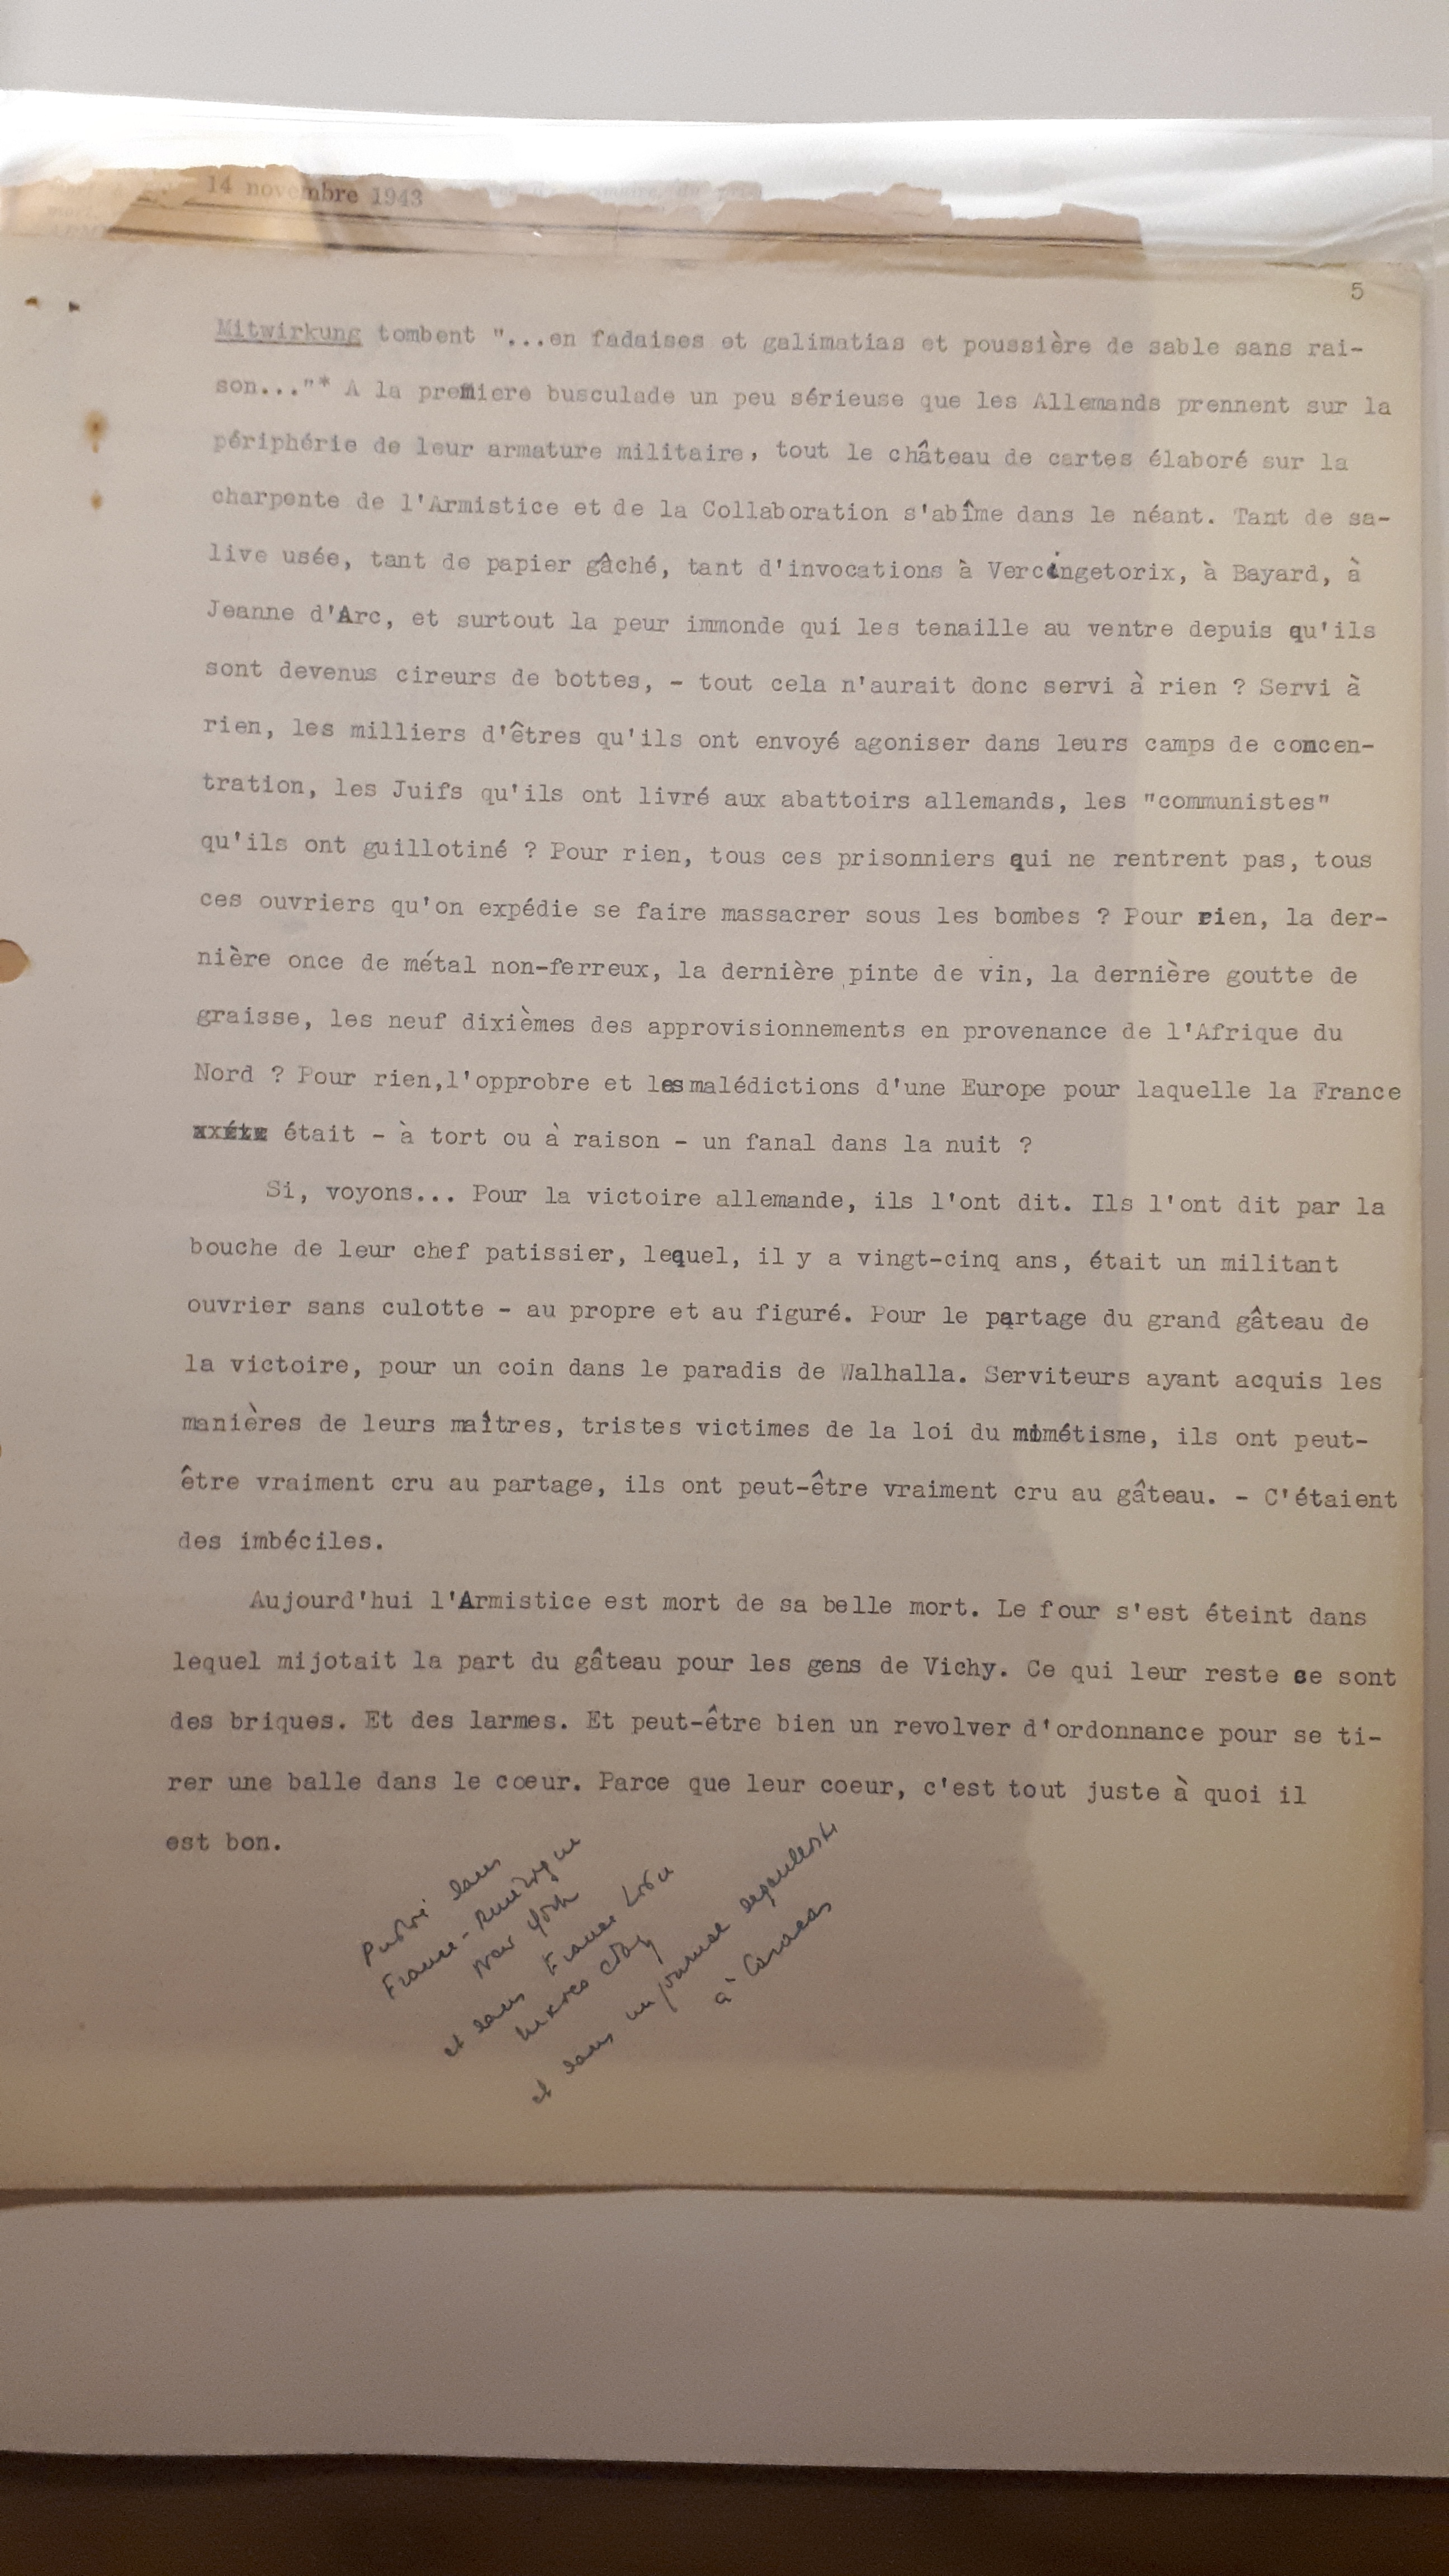 14 novembre 1943
5
Mitwirkung tombent "...en fadaises et galimatias et poussière de sable sans rai-
son..."* A la premiere busculade un peu sérieuse que les Allemands prennent sur la
périphérie de leur armature militaire, tout le château de cartes élaboré sur la
charpente de l'Armistice et de la Collaboration s'abîme dans le néant. Tant de sa-
live usée, tant de papier gâché, tant d'invocations à Vercingetorix, à Bayard, à
Jeanne d'Arc, et surtout la peur immonde qui les tenaille au ventre depuis qu'ils
sont devenus cireurs de bottes, - tout cela n'aurait donc servi à rien ? Servi à
rien, les milliers d'êtres qu'ils ont envoyé agoniser dans leurs camps de concen-
tration, les Juifs qu'ils ont livré aux abattoirs allemands, les "communistes"
qu'ils ont guillotiné ? Pour rien, tous ces prisonniers qui ne rentrent pas, tous
ces ouvriers qu'on expédie se faire massacrer sous les bombes ? Pour rien, la der-
nière once de métal non-ferreux, la dernière pinte de vin, la dernière goutte de
graisse, les neuf dixièmes des approvisionnements en provenance de l'Afrique du
Nord ? Pour rien,l'opprobre et les malédictions d'une Europe pour laquelle la France
était - à tort ou à raison - un fanal dans la nuit ?
Si, voyons... Pour la victoire allemande, ils l'ont dit. Ils l'ont dit par la
bouche de leur chef patissier, lequel, il y a vingt-cinq ans, était un militant
ouvrier sans culotte - au propre et au figuré. Pour le partage du grand gâteau de
la victoire, pour un coin dans le paradis de Walhalla. Serviteurs ayant acquis les
manières de leurs maîtres, tristes victimes de la loi du mimétisme, ils ont peut-
être vraiment cru au partage, ils ont peut-être vraiment cru au gâteau. - C'étaient
des imbéciles.
Aujourd'hui l'Armistice est mort de sa belle mort. Le four s'est éteint dans
lequel mijotait la part du gâteau pour les gens de Vichy. Ce qui leur reste ce sont
des briques. Et des larmes. Et peut-être bien un revolver d'ordonnance pour se ti-
rer une balle dans le coeur. Parce que leur coeur, c'est tout juste à quoi il
est bon.
Publié dans
France-Amérique
New York
et dans France Libre
Mexico City
et dans un journal degaulliste
à Caracas